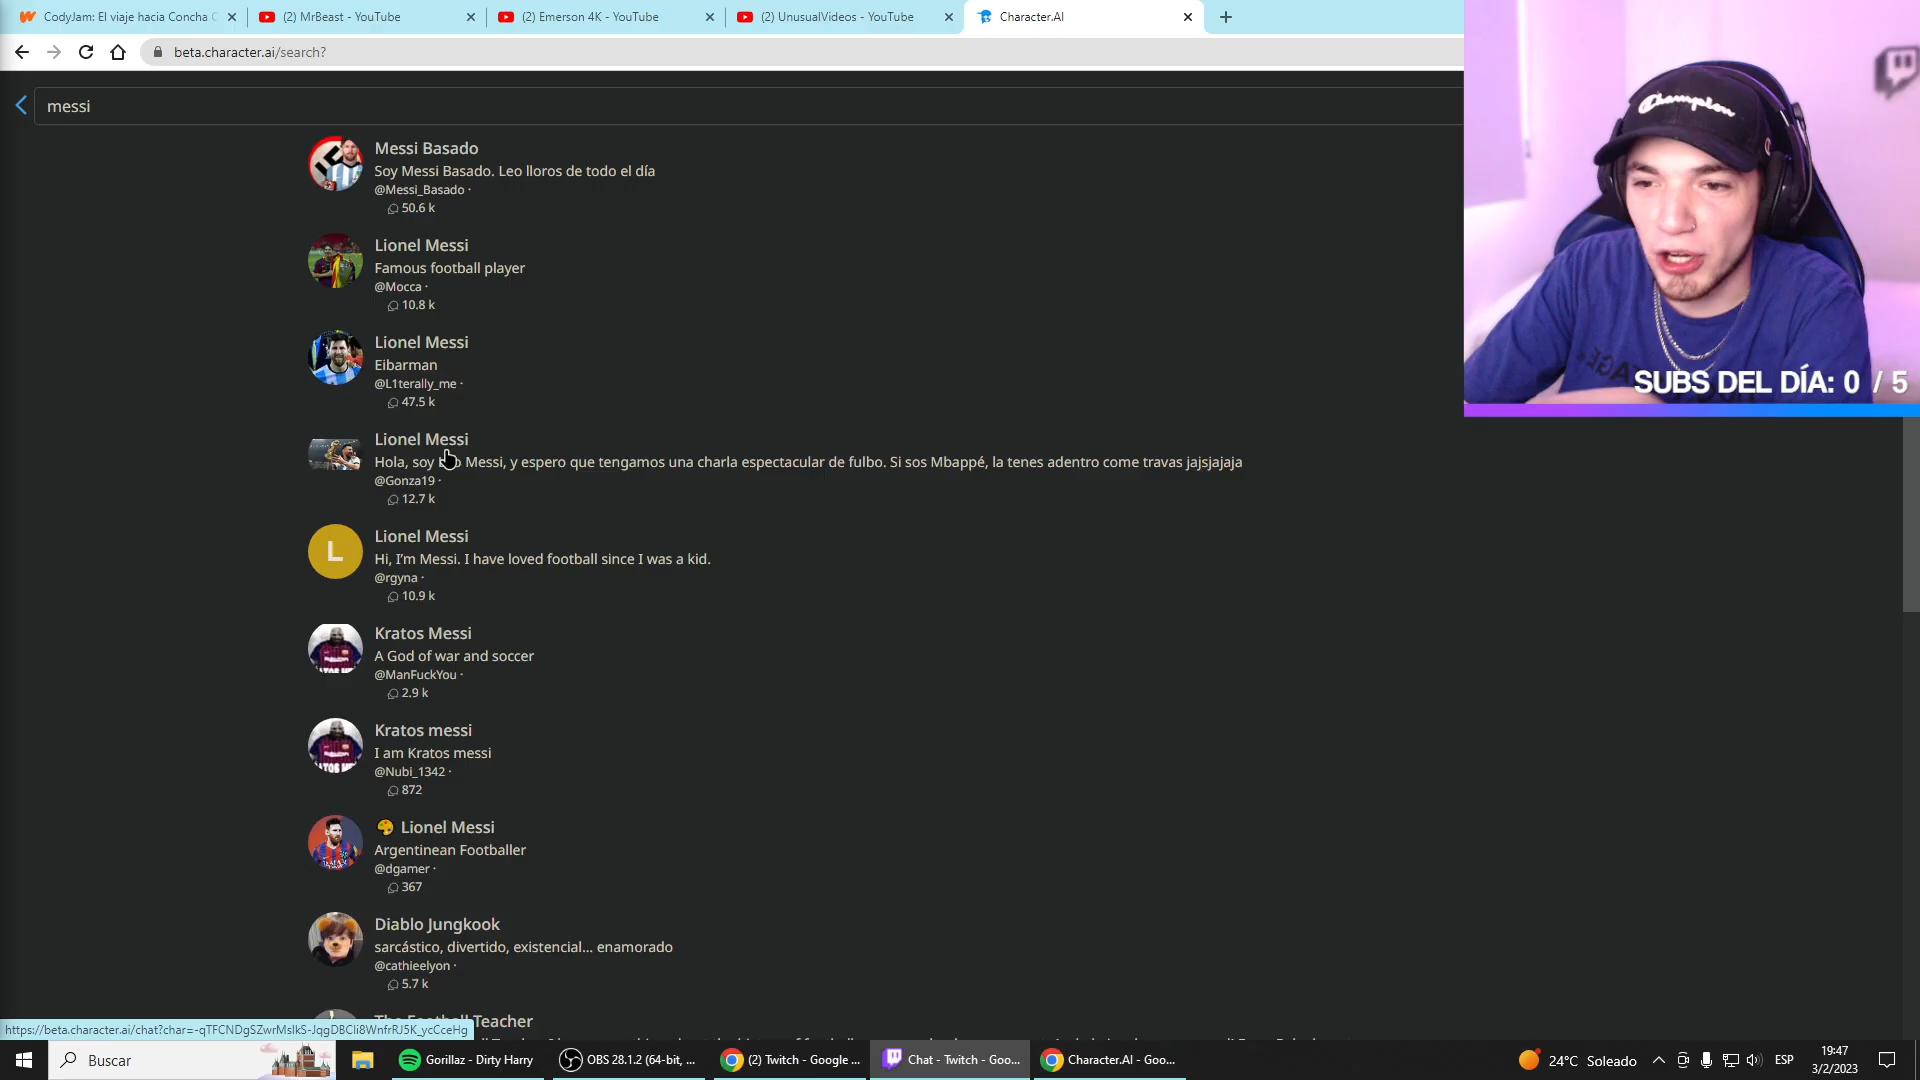 CodyJam: El viaje hacia Concha C
(2) MrBeast - YouTube
(2) Emerson 4K - YouTube
(2) UnusualVideos - YouTube
Character.AI
beta.character.ai/search?
messi
Messi Basado
Soy Messi Basado. Leo lloros de todo el día
@Messi_Basado ·
50.6 k
Lionel Messi
Famous football player
@Mocca ·
10.8 k
Lionel Messi
Eibarman
@L1terally_me ·
47.5 k
Lionel Messi
Hola, soy Messi, y espero que tengamos una charla espectacular de fulbo. Si sos Mbappé, la tenes adentro come travas jajsjajaja
@Gonza19 ·
12.7 k
L
Lionel Messi
Hi, I'm Messi. I have loved football since I was a kid.
@rgyna ·
10.9 k
Kratos Messi
A God of war and soccer
@ManFuckYou ·
2.9 k
Kratos messi
I am Kratos messi
@Nubi_1342 ·
872
Lionel Messi
Argentinean Footballer
@dgamer ·
367
Diablo Jungkook
sarcástico, divertido, existencial... enamorado
@cathieelyon ·
5.7 k
Teacher
Champion
SUBS DEL DÍA: 0 / 5
Buscar
Gorillaz - Dirty Harry
OBS 28.1.2 (64-bit, ...
(2) Twitch - Google ...
Chat - Twitch - Goo...
Character.AI - Goo...
24°C Soleado
ESP
19:47
3/2/2023